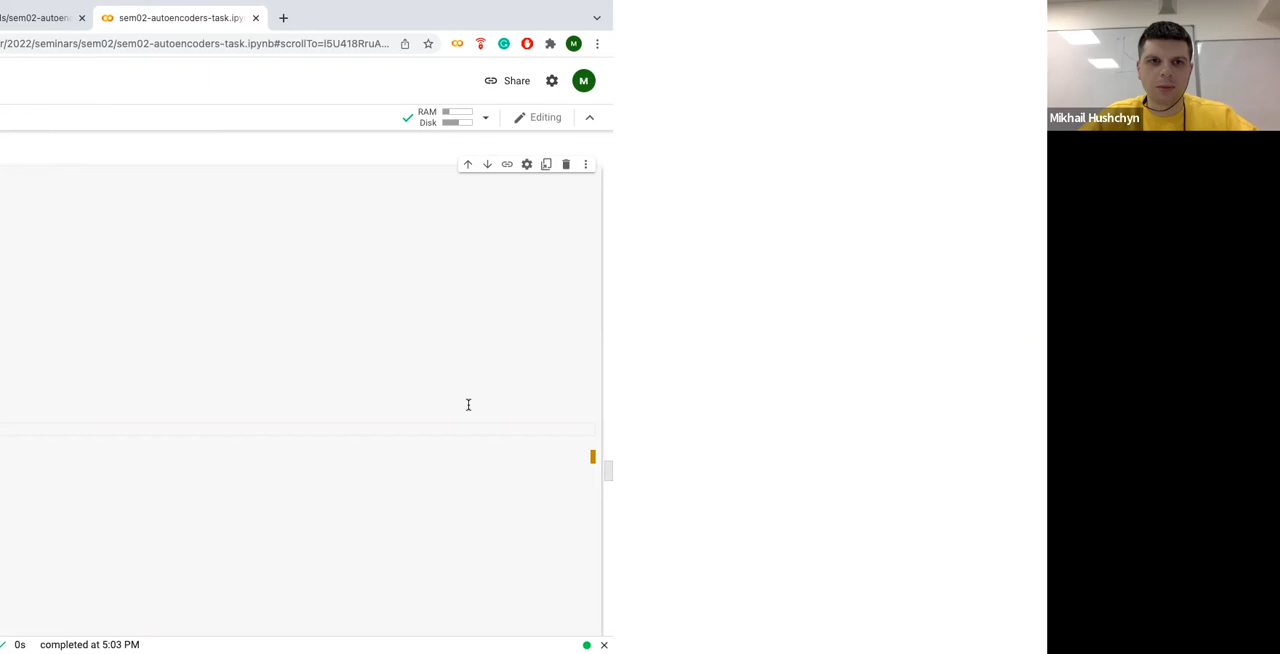 ls/sem02-autoen
sem02-autoencoders-task.ipy
r/2022/seminars/sem02/sem02-autoencoders-task.ipynb#scrollTo=I5U418RruA...
M
Share
M
RAM
Disk
Editing
Mikhail Hushchyn
0s
completed at 5:03 PM